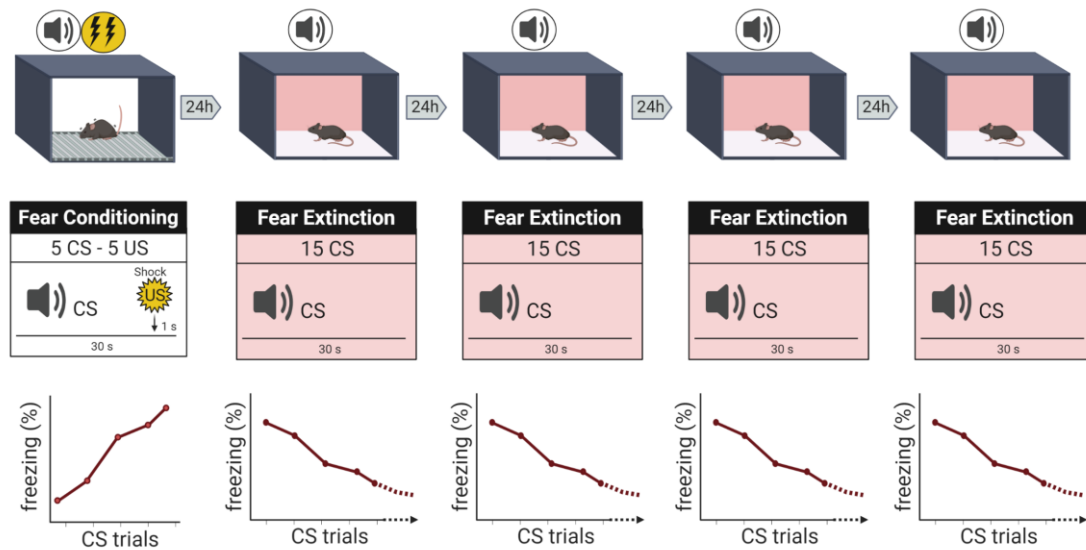 24h
24h
24h
24h
Fear Conditioning
5 CS - 5 US
Shock
US
CS
1 s
30 s
Fear Extinction
15 CS
CS
30 s
Fear Extinction
15 CS
CS
30 s
Fear Extinction
15 CS
CS
30 s
Fear Extinction
15 CS
CS
30 s
freezing (%)
CS trials
freezing (%)
CS trials
freezing (%)
CS trials
freezing (%)
CS trials
freezing (%)
CS trials